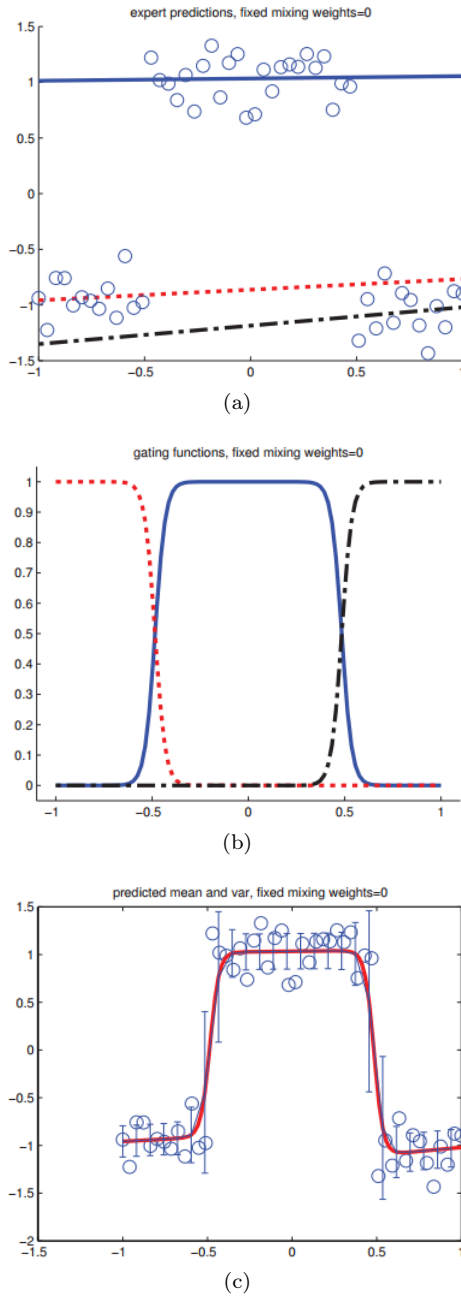 expert predictions, fixed mixing weights=0
1.5
1
0.5
0
−0.5
−1
−1.5
−1 −0.5 0 0.5 1
(a)
gating functions, fixed mixing weights=0
1
0.9
0.8
0.7
0.6
0.5
0.4
0.3
0.2
0.1
0
−1 −0.5 0 0.5 1
(b)
predicted mean and var, fixed mixing weights=0
1.5
1
0.5
0
−0.5
−1
−1.5
−2
−1.5 −1 −0.5 0 0.5 1
(c)